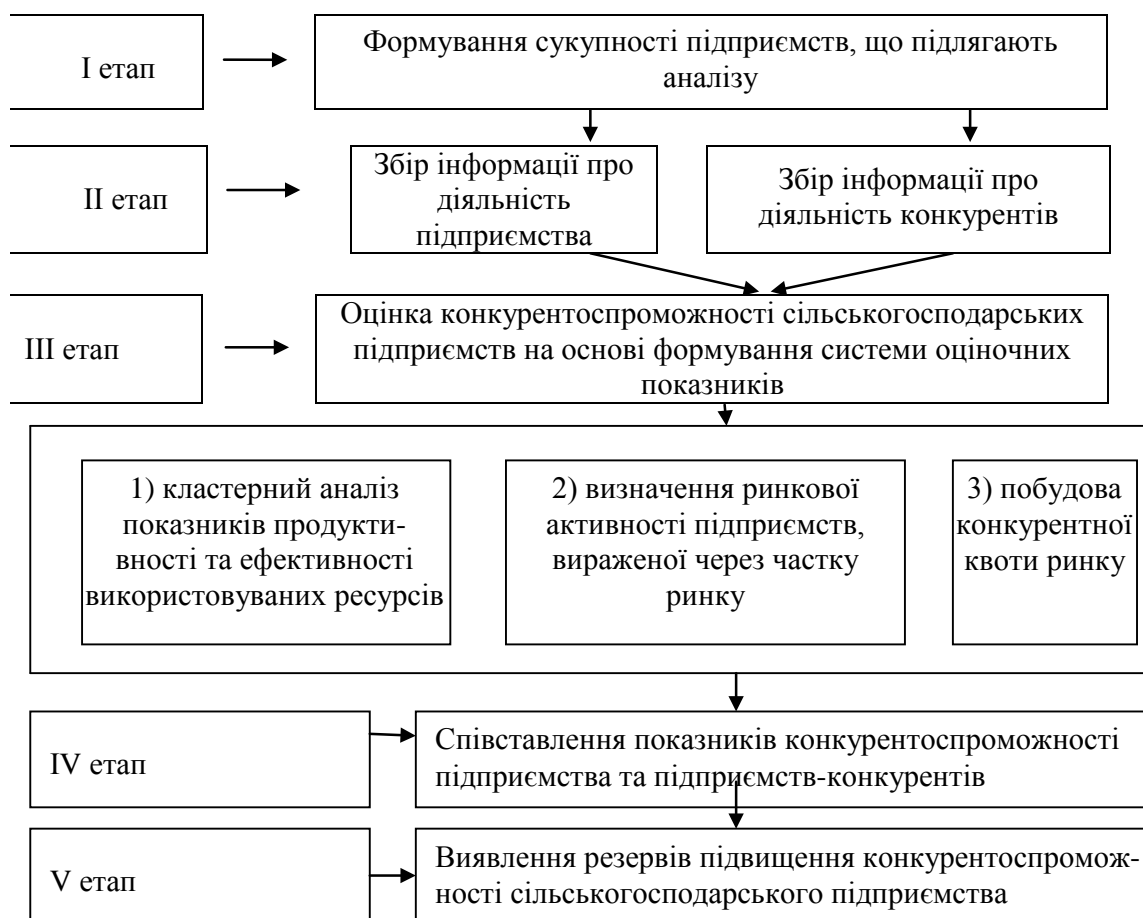 І етап
Формування сукупності підприємств, що підлягають
аналізу
ІІ етап
Збір інформації про
діяльність
підприємства
Збір інформації про
діяльність конкурентів
ІІІ етап
Оцінка конкурентоспроможності сільськогосподарських
підприємств на основі формування системи оціночних
показників
1) кластерний аналіз
показників продукти-
вності та ефективності
використовуваних ресурсів
2) визначення ринкової
активності підприємств,
вираженої через частку
ринку
3) побудова
конкурентної
квоти ринку
IV етап
Співставлення показників конкурентоспроможності
підприємства та підприємств-конкурентів
V етап
Виявлення резервів підвищення конкурентоспромож-
ності сільськогосподарського підприємства